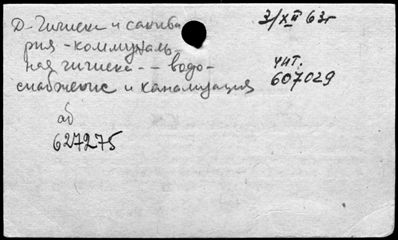 Д-Гигиена и санита
рия - коммуналь-
ная гигиена -- водо-
снабжение и канализация
аб
627275
3/XII 63г
чит.
607029